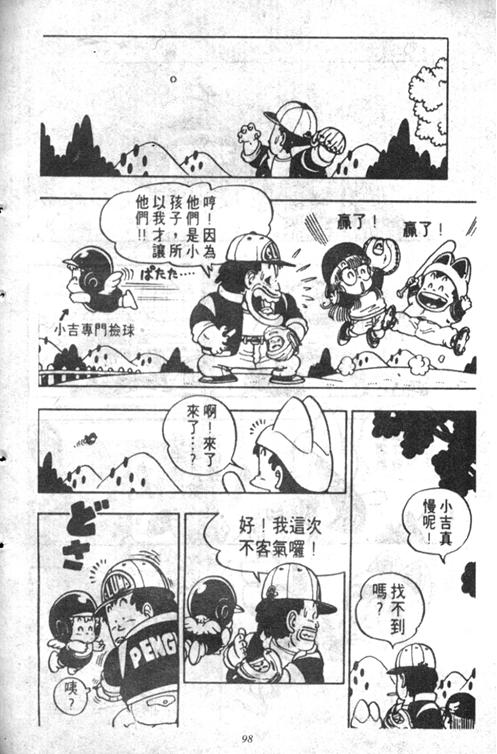 贏了！
贏了！
哼！因為
他們是小
孩子，所
以我才讓
他們!!
ぱたた……
小吉專門撿球。
啊！來了
來了…？
小吉真
慢呢！
找不到
嗎？
好！我這次
不客氣囉！
どさっ
PENG
咦？
98